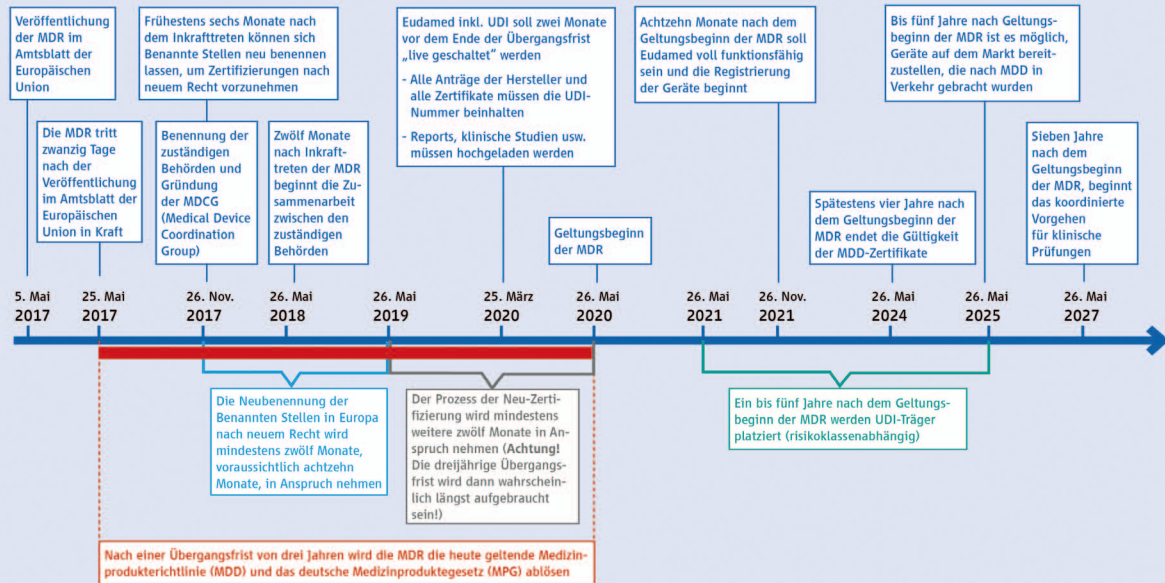 Veröffentlichung
der MDR im
Amtsblatt der
Europäischen
Union
Die MDR tritt
zwanzig Tage
nach der
Veröffentlichung
im Amtsblatt der
Europäischen
Union in Kraft
Frühestens sechs Monate nach
dem Inkrafttreten können sich
Benannte Stellen neu benennen
lassen, um Zertifizierungen nach
neuem Recht vorzunehmen
Benennung der
zuständigen
Behörden und
Gründung
der MDCG
(Medical Device
Coordination
Group)
Zwölf Monate
nach Inkraft-
treten der MDR
beginnt die Zu-
sammenarbeit
zwischen den
zuständigen
Behörden
Eudamed inkl. UDI soll zwei Monate
vor dem Ende der Übergangsfrist
„live geschaltet“ werden
- Alle Anträge der Hersteller und
alle Zertifikate müssen die UDI-
Nummer beinhalten
- Reports, klinische Studien usw.
müssen hochgeladen werden
Geltungsbeginn
der MDR
Achtzehn Monate nach dem
Geltungsbeginn der MDR soll
Eudamed voll funktionsfähig
sein und die Registrierung
der Geräte beginnt
Spätestens vier Jahre nach
dem Geltungsbeginn der
MDR endet die Gültigkeit
der MDD-Zertifikate
Bis fünf Jahre nach Geltungs-
beginn der MDR ist es möglich,
Geräte auf dem Markt bereit-
zustellen, die nach MDD in
Verkehr gebracht wurden
Sieben Jahre
nach dem
Geltungsbeginn
der MDR, beginnt
das koordinierte
Vorgehen
für klinische
Prüfungen
5. Mai
2017
25. Mai
2017
26. Nov.
2017
26. Mai
2018
26. Mai
2019
25. März
2020
26. Mai
2020
26. Mai
2021
26. Nov.
2021
26. Mai
2024
26. Mai
2025
26. Mai
2027
Die Neubenennung der
Benannten Stellen in Europa
nach neuem Recht wird
mindestens zwölf Monate,
voraussichtlich achtzehn
Monate, in Anspruch nehmen
Der Prozess der Neu-Zerti-
fizierung wird mindestens
weitere zwölf Monate in An-
spruch nehmen (Achtung!
Die dreijährige Übergangs-
frist wird dann wahrschein-
lich längst aufgebraucht
sein!)
Ein bis fünf Jahre nach dem Geltungs-
beginn der MDR werden UDI-Träger
platziert (risikoklassenabhängig)
Nach einer Übergangsfrist von drei Jahren wird die MDR die heute geltende Medizin-
produkterichtlinie (MDD) und das deutsche Medizinproduktegesetz (MPG) ablösen